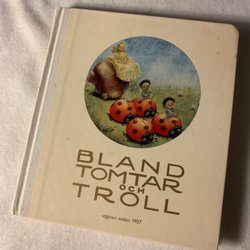 BLAND
TOMTAR
OCH
TROLL
utgiven sedan 1907